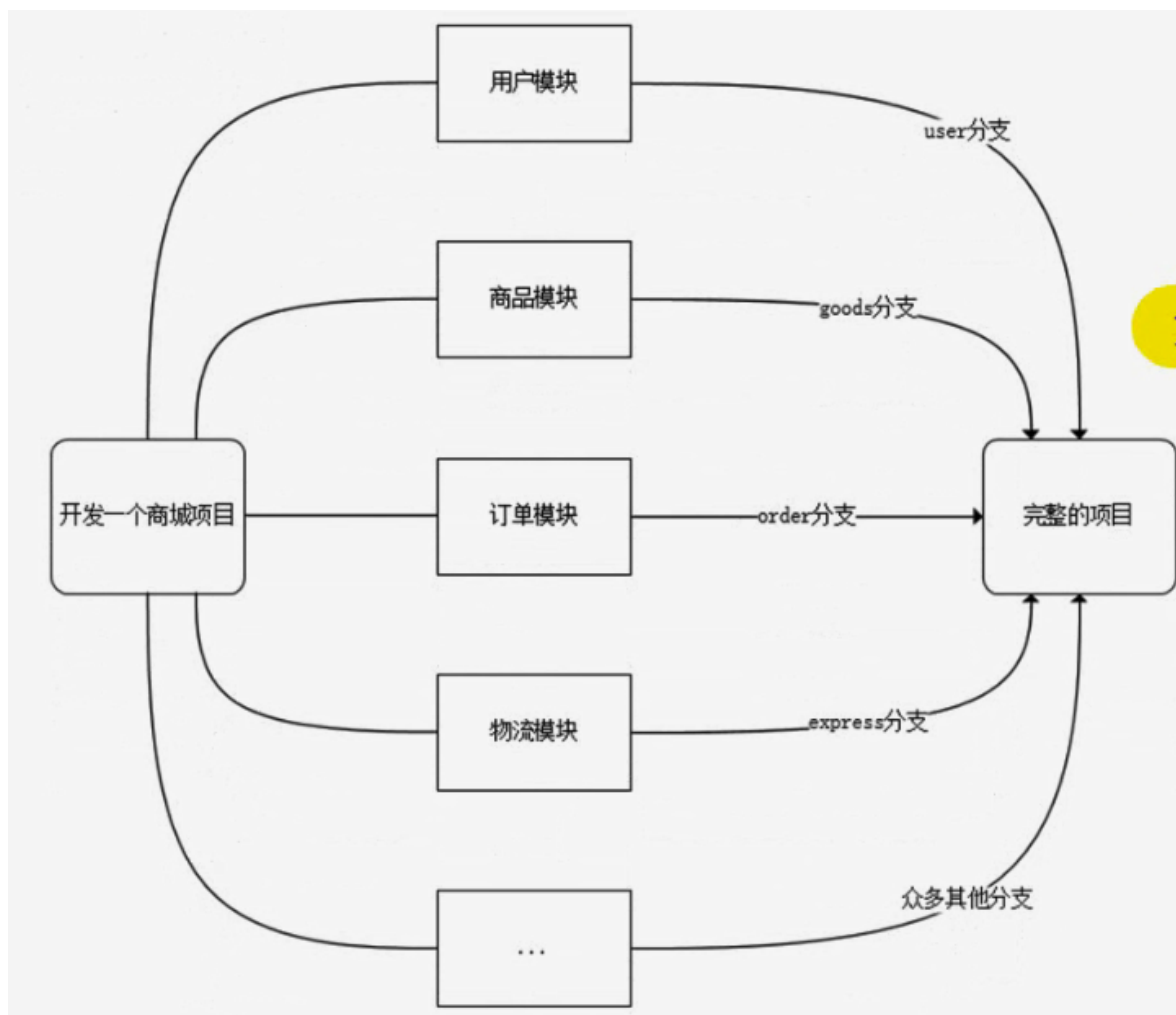 用户模块
user分支
商品模块
goods分支
开发一个商城项目
订单模块
order分支
完整的项目
物流模块
express分支
众多其他分支
...